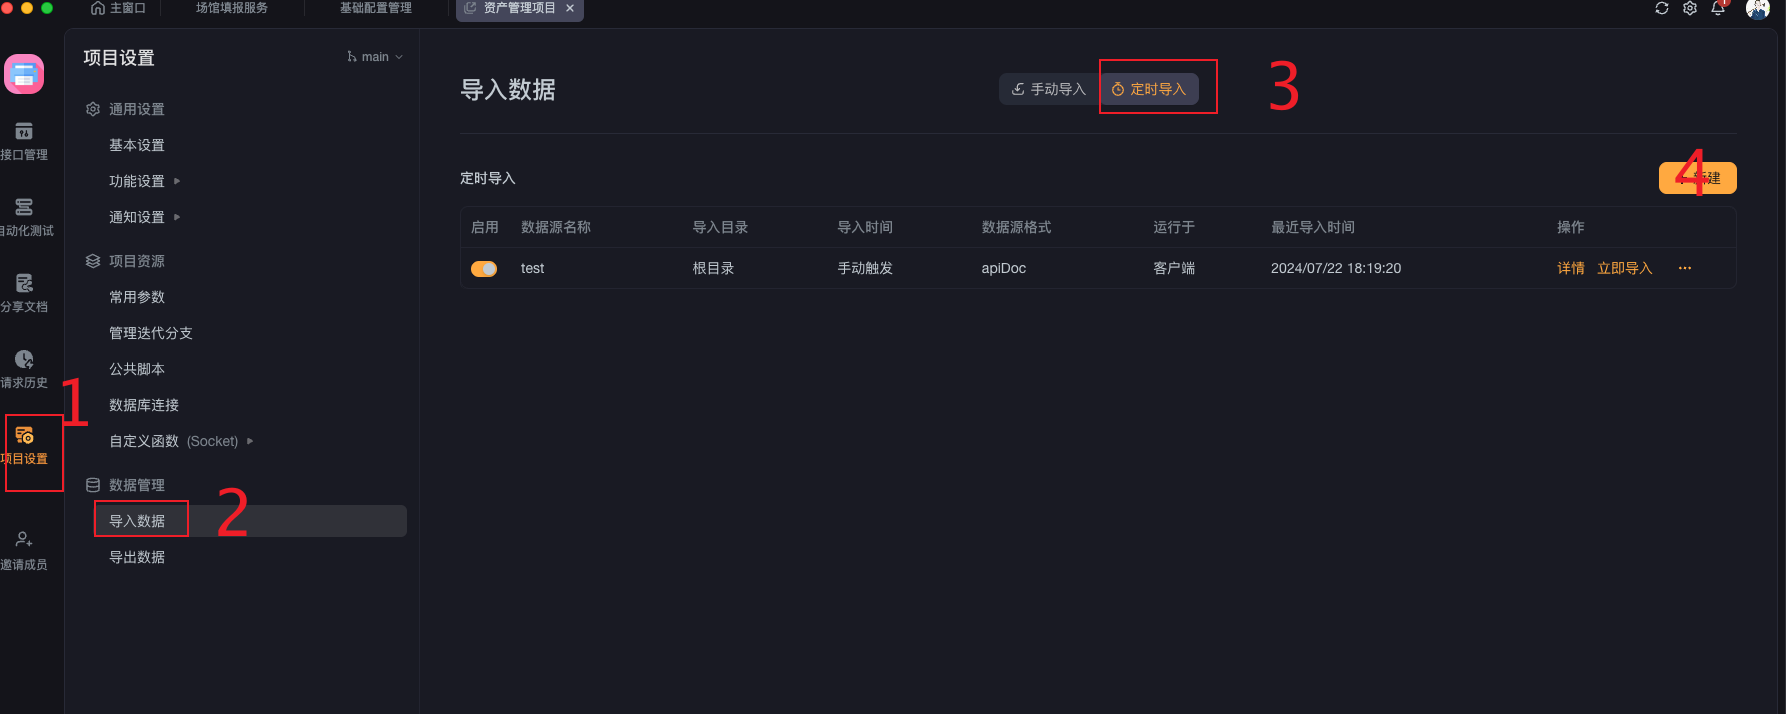 主窗口
场馆填报服务
基础配置管理
资产管理项目
1
项目设置
main
接口管理
自动化测试
分享文档
请求历史
项目设置
邀请成员
1
通用设置
基本设置
功能设置
通知设置
项目资源
常用参数
管理迭代分支
公共脚本
数据库连接
自定义函数 (Socket)
数据管理
导入数据
2
导出数据
导入数据
手动导入
定时导入
3
定时导入
4
+ 新建
启用 数据源名称 导入目录 导入时间 数据源格式 运行于 最近导入时间 操作
test 根目录 手动触发 apiDoc 客户端 2024/07/22 18:19:20 详情 立即导入 ···